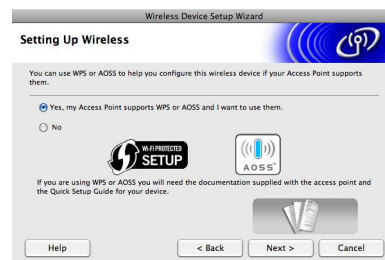 Wireless Device Setup Wizard
Setting Up Wireless
You can use WPS or AOSS to help you configure this wireless device if your Access Point supports
them.
Yes, my Access Point supports WPS or AOSS and I want to use them.
No
Wi-Fi PROTECTED
SETUP
AOSS™
If you are using WPS or AOSS you will need the documentation supplied with the access point and
the Quick Setup Guide for your device.
Help
< Back
Next >
Cancel